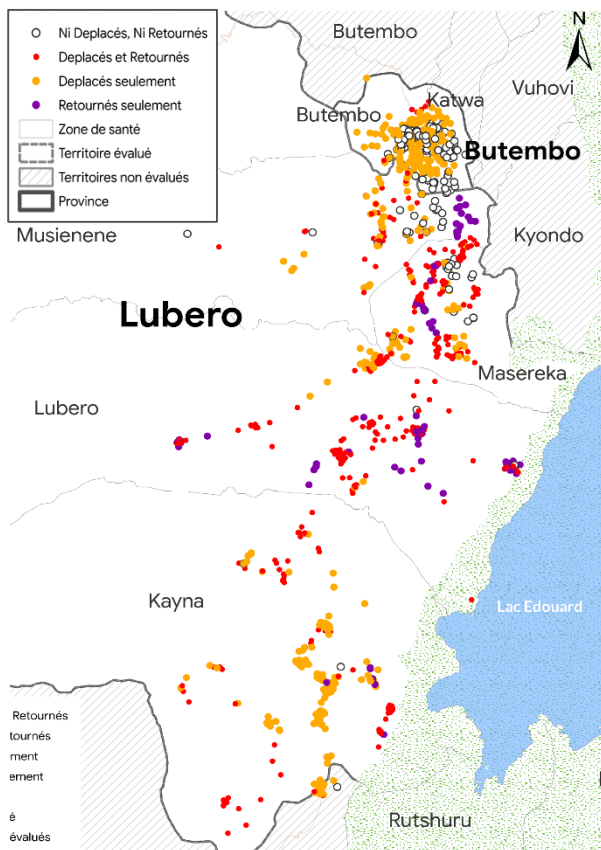 Ni Deplacés, Ni Retournés
Deplacés et Retournés
Deplacés seulement
Retournés seulement
Zone de santé
Territoire évalué
Territoires non évalués
Province
N
Butembo
Vuhovi
Katwa
Butembo
Butembo
Musienene
Kyondo
Lubero
Masereka
Lubero
Kayna
Lac Edouard
Retournés
tournés
ment
ement
é
évalués
Rutshuru